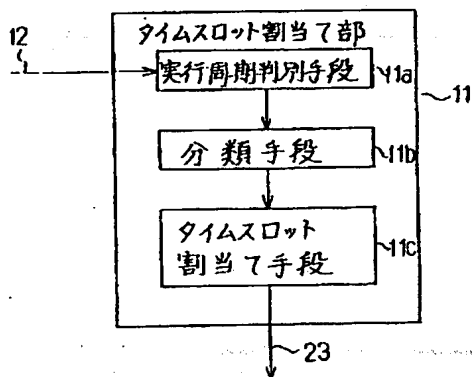 12
タイムスロット割当て部
実行周期判別手段
11a
11
分類手段
11b
タイムスロット
割当て手段
11c
23